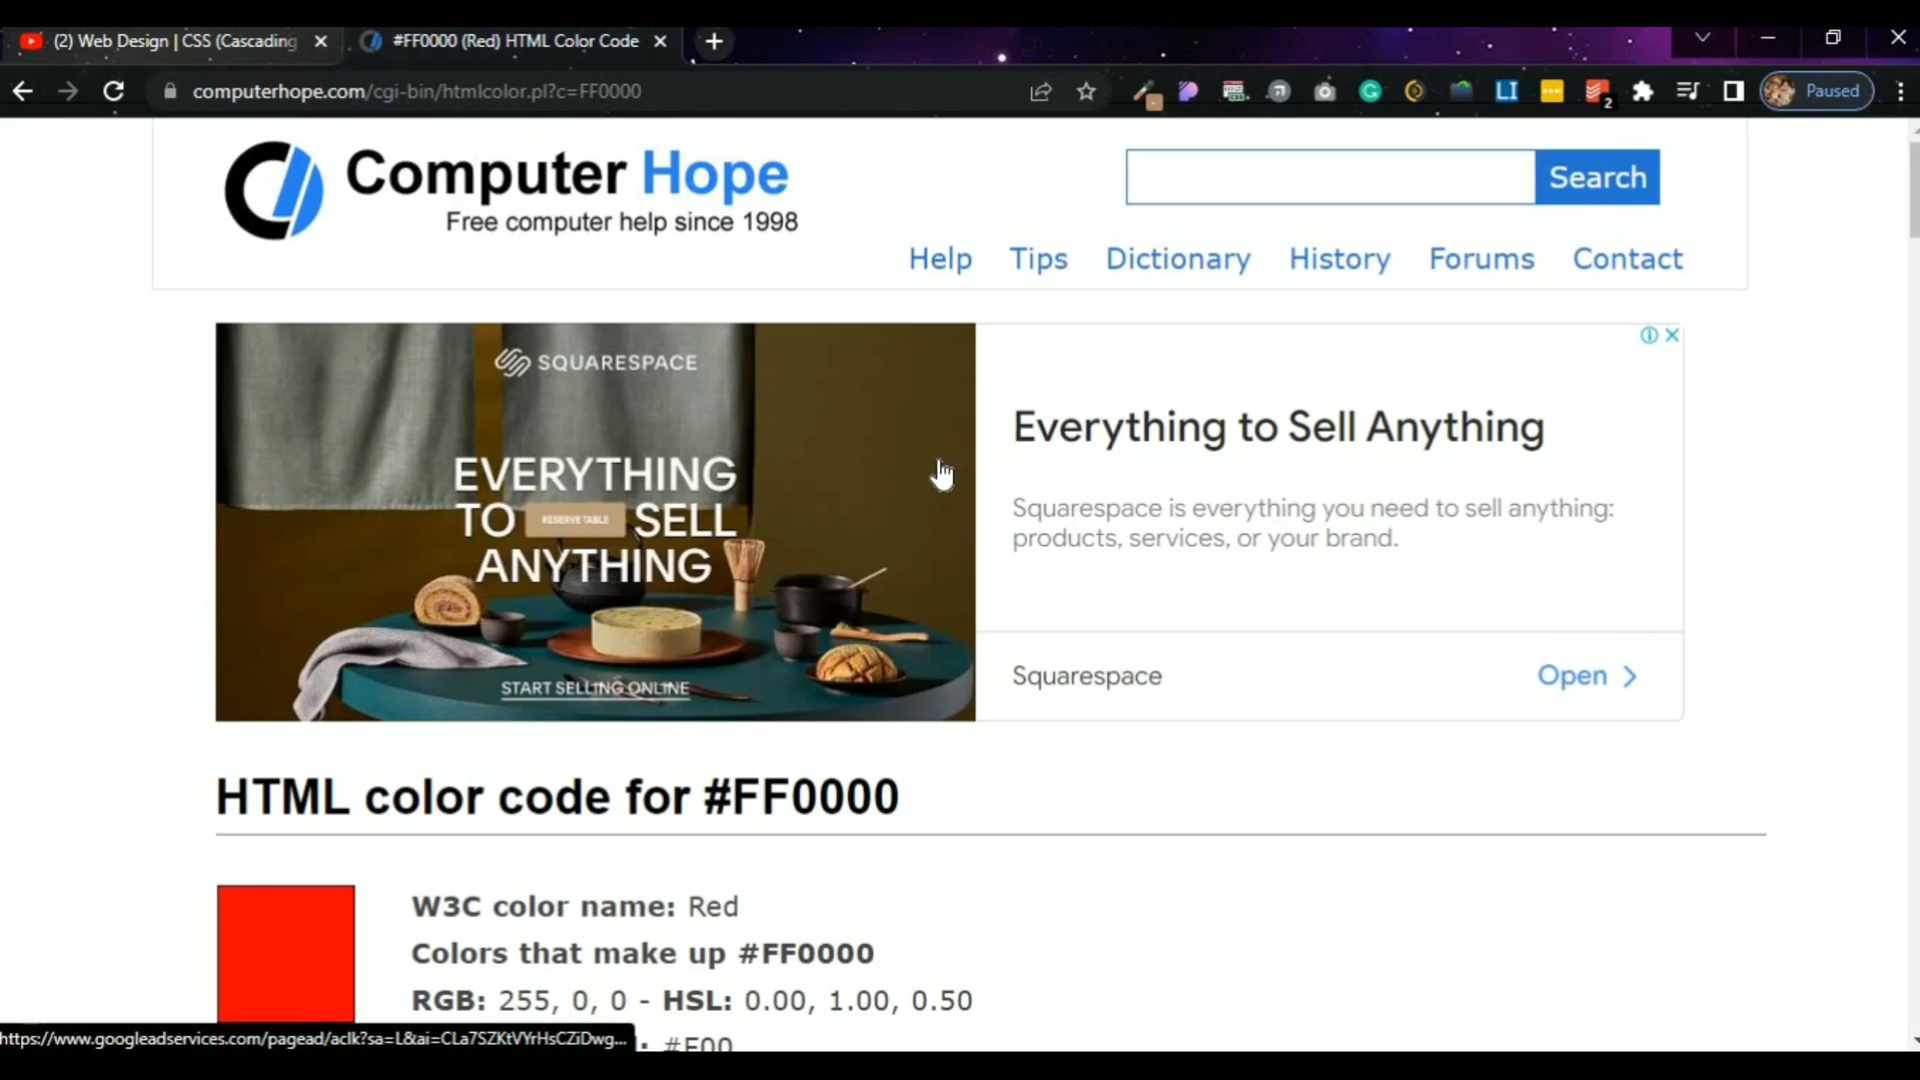 (2) Web Design | CSS (Cascading
#FF0000 (Red) HTML Color Code
computerhope.com/cgi-bin/htmlcolor.pl?c=FF0000
LI
2
Paused
Computer Hope
Free computer help since 1998
Search
Help Tips Dictionary History Forums Contact
SQUARESPACE
EVERYTHING
TO RESERVE TABLE SELL
ANYTHING
START SELLING ONLINE
Everything to Sell Anything
Squarespace is everything you need to sell anything:
products, services, or your brand.
Squarespace
Open
HTML color code for #FF0000
W3C color name: Red
Colors that make up #FF0000
RGB: 255, 0, 0 - HSL: 0.00, 1.00, 0.50
: #F00
https://www.googleadservices.com/pagead/aclk?sa=L&ai=CLa7SZKtVYrHsCZiDwg...